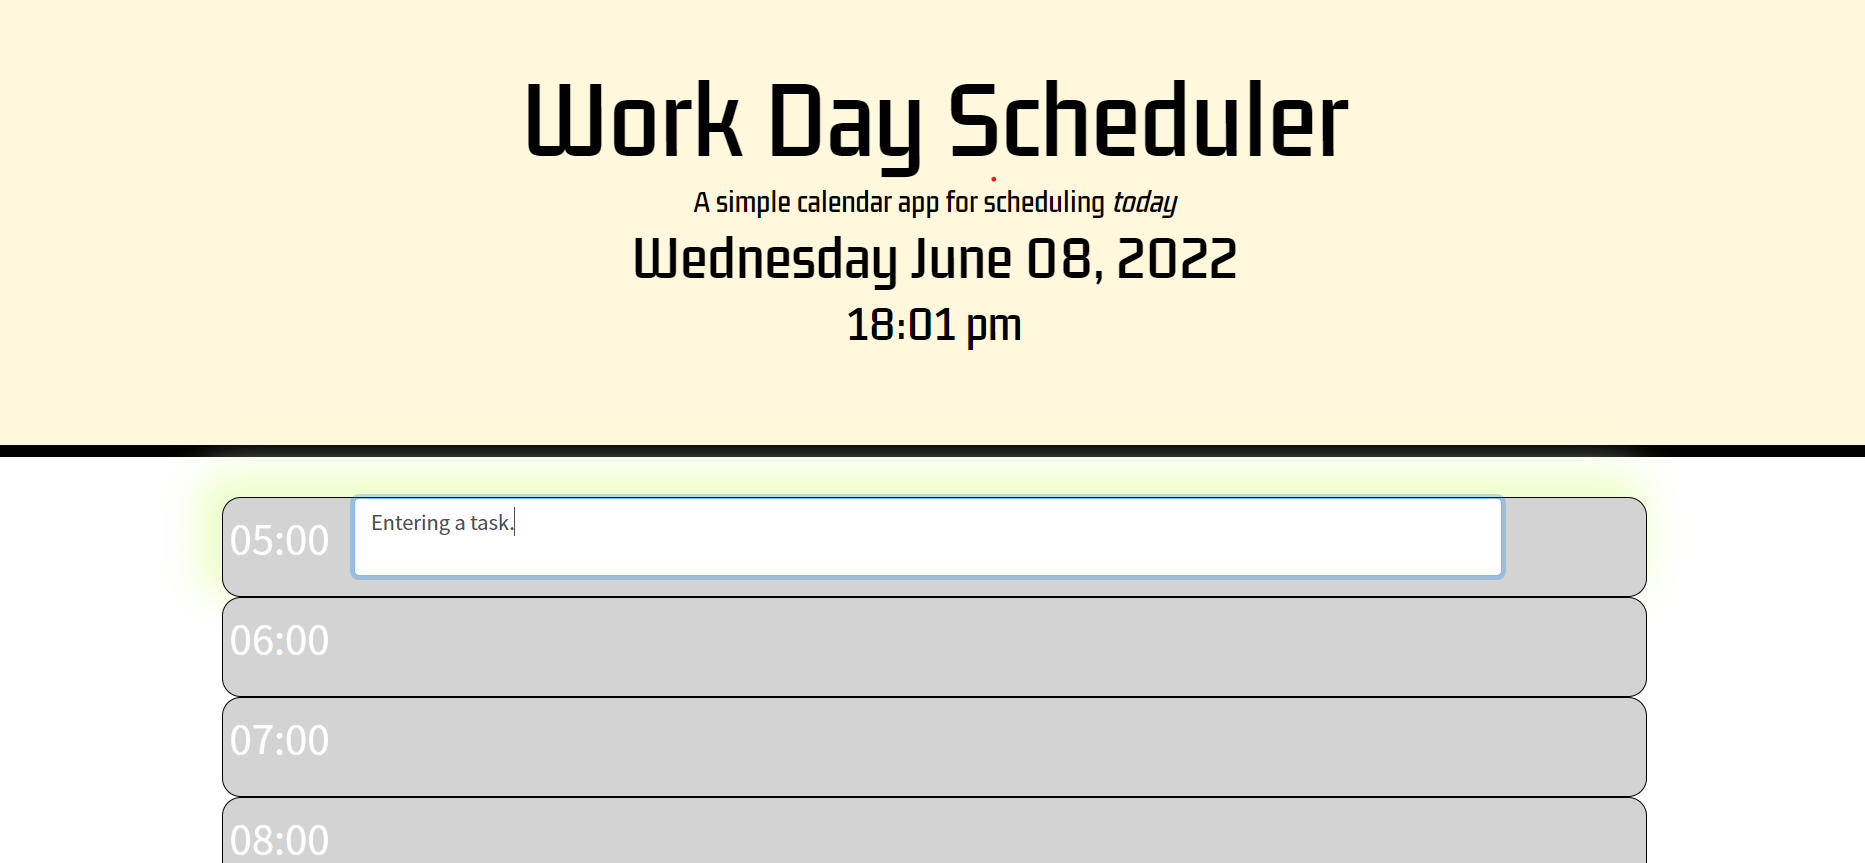 Work Day Scheduler
A simple calendar app for scheduling today
Wednesday June 08, 2022
18:01 pm
05:00 Entering a task.
06:00
07:00
08:00